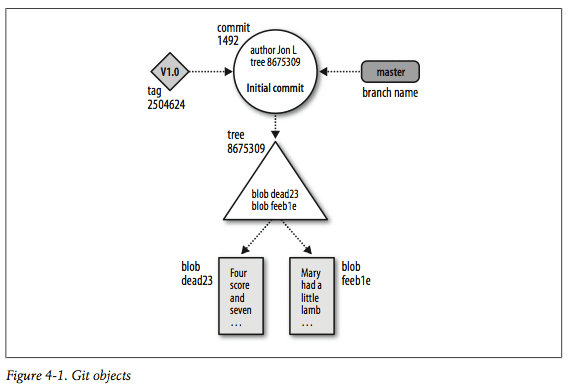 commit
1492
author Jon L
tree 8675309
Initial commit
V1.0
tag
2504624
master
branch name
tree
8675309
blob dead23
blob feeb1e
blob
dead23
Four
score
and
seven
...
Mary
had a
little
lamb
...
blob
feeb1e
Figure 4-1. Git objects